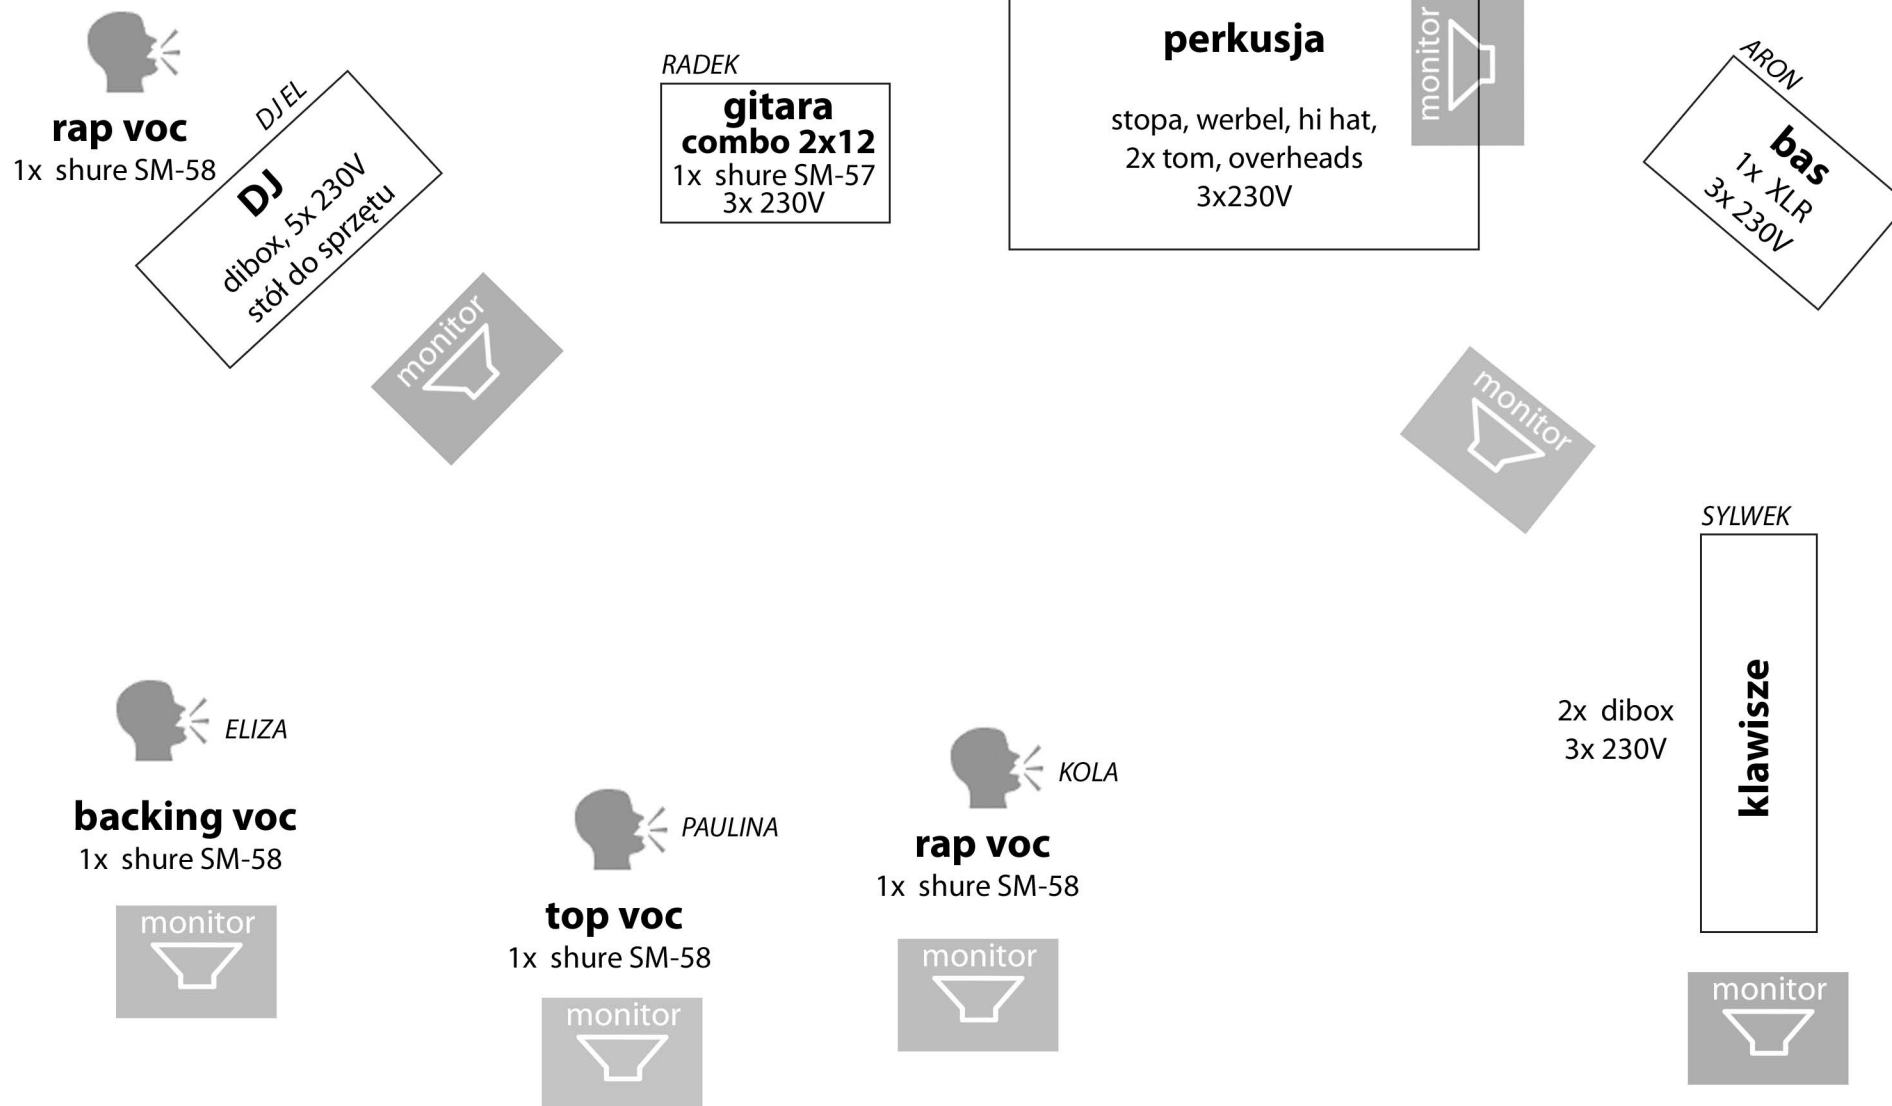 rap voc
1x shure SM-58
DJ EL
DJ
dibox, 5x 230V
stół do sprzętu
monitor
RADEK
gitara
combo 2x12
1x shure SM-57
3x 230V
perkusja
stopa, werbel, hi hat,
2x tom, overheads
3x230V
monitor
ARON
bas
1x XLR
3x 230V
monitor
SYLWEK
klawisze
2x dibox
3x 230V
monitor
ELIZA
backing voc
1x shure SM-58
monitor
PAULINA
top voc
1x shure SM-58
monitor
KOLA
rap voc
1x shure SM-58
monitor